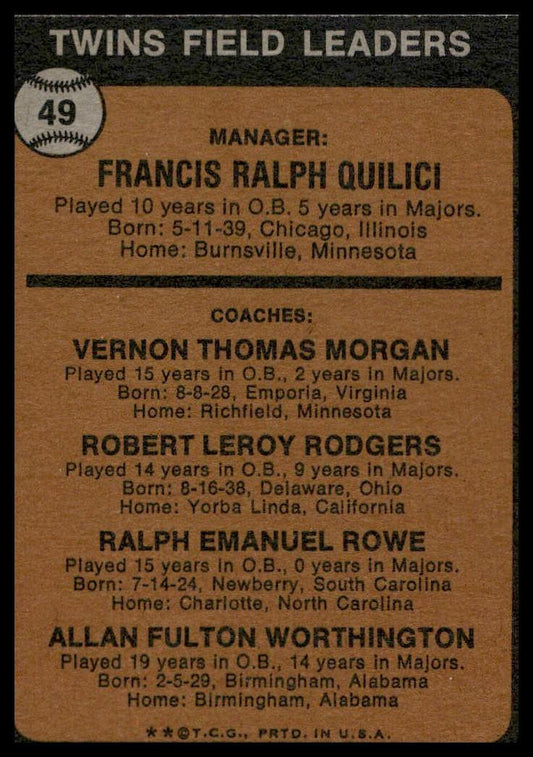 TWINS FIELD LEADERS
49
MANAGER:
FRANCIS RALPH QUILICI
Played 10 years in O.B. 5 years in Majors.
Born: 5-11-39, Chicago, Illinois
Home: Burnsville, Minnesota
COACHES:
VERNON THOMAS MORGAN
Played 15 years in O.B., 2 years in Majors.
Born: 8-8-28, Emporia, Virginia
Home: Richfield, Minnesota
ROBERT LEROY RODGERS
Played 14 years in O.B., 9 years in Majors.
Born: 8-16-38, Delaware, Ohio
Home: Yorba Linda, California
RALPH EMANUEL ROWE
Played 15 years in O.B., 0 years in Majors.
Born: 7-14-24, Newberry, South Carolina
Home: Charlotte, North Carolina
ALLAN FULTON WORTHINGTON
Played 19 years in O.B., 14 years in Majors.
Born: 2-5-29, Birmingham, Alabama
Home: Birmingham, Alabama
**©T.C.G., PRTD. IN U.S.A.